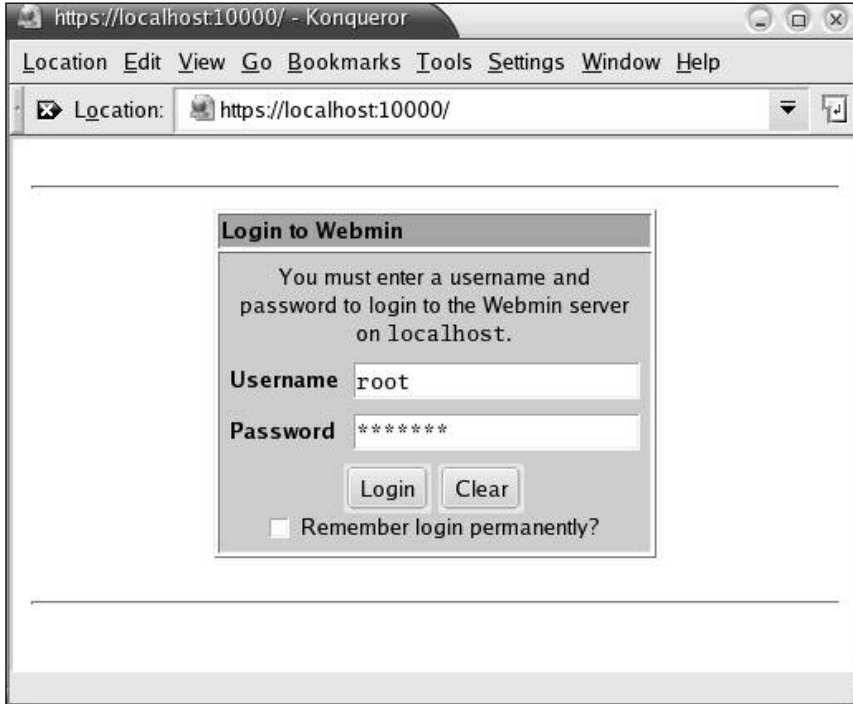 https://localhost:10000/ - Konqueror
Location Edit View Go Bookmarks Tools Settings Window Help
Location: https://localhost:10000/
Login to Webmin
You must enter a username and
password to login to the Webmin server
on localhost.
Username root
Password *******
Login Clear
Remember login permanently?